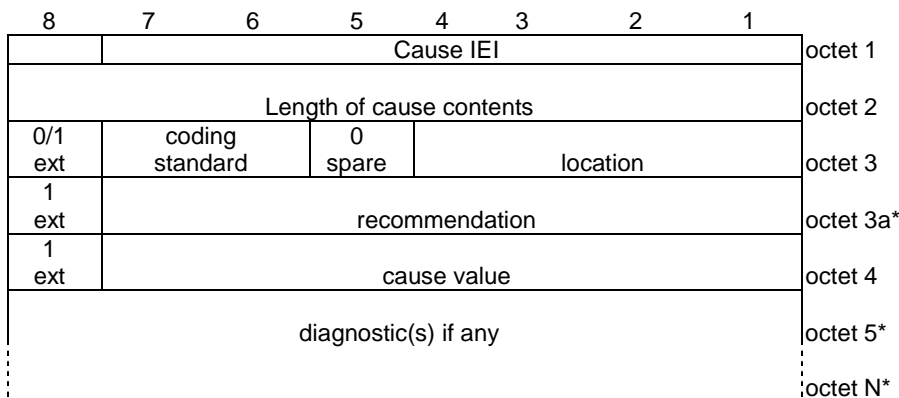 8 7 6 5 4 3 2 1
Cause IEI octet 1
Length of cause contents octet 2
0/1 coding 0
ext standard spare location octet 3
1
ext recommendation octet 3a*
1
ext cause value octet 4
diagnostic(s) if any octet 5*
octet N*